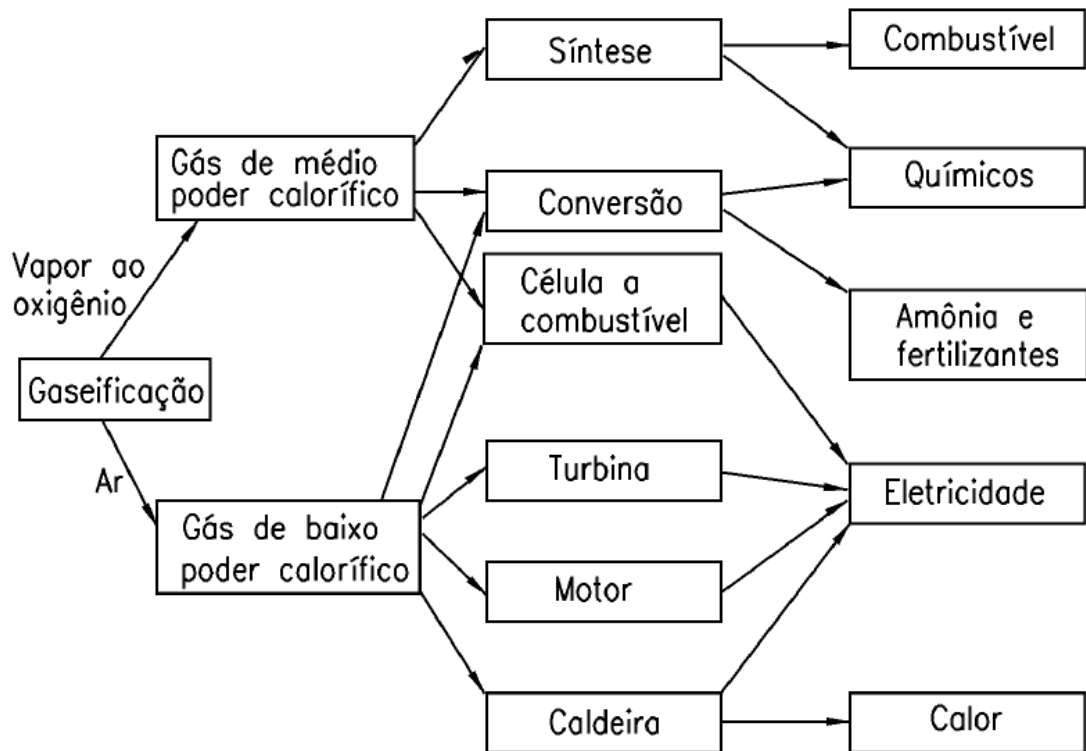 Síntese
Combustível
Gás de médio
poder calorífico
Químicos
Conversão
Vapor ao
oxigênio
Célula a
combustível
Amônia e
fertilizantes
Gaseificação
Turbina
Ar
Eletricidade
Gás de baixo
poder calorífico
Motor
Caldeira
Calor